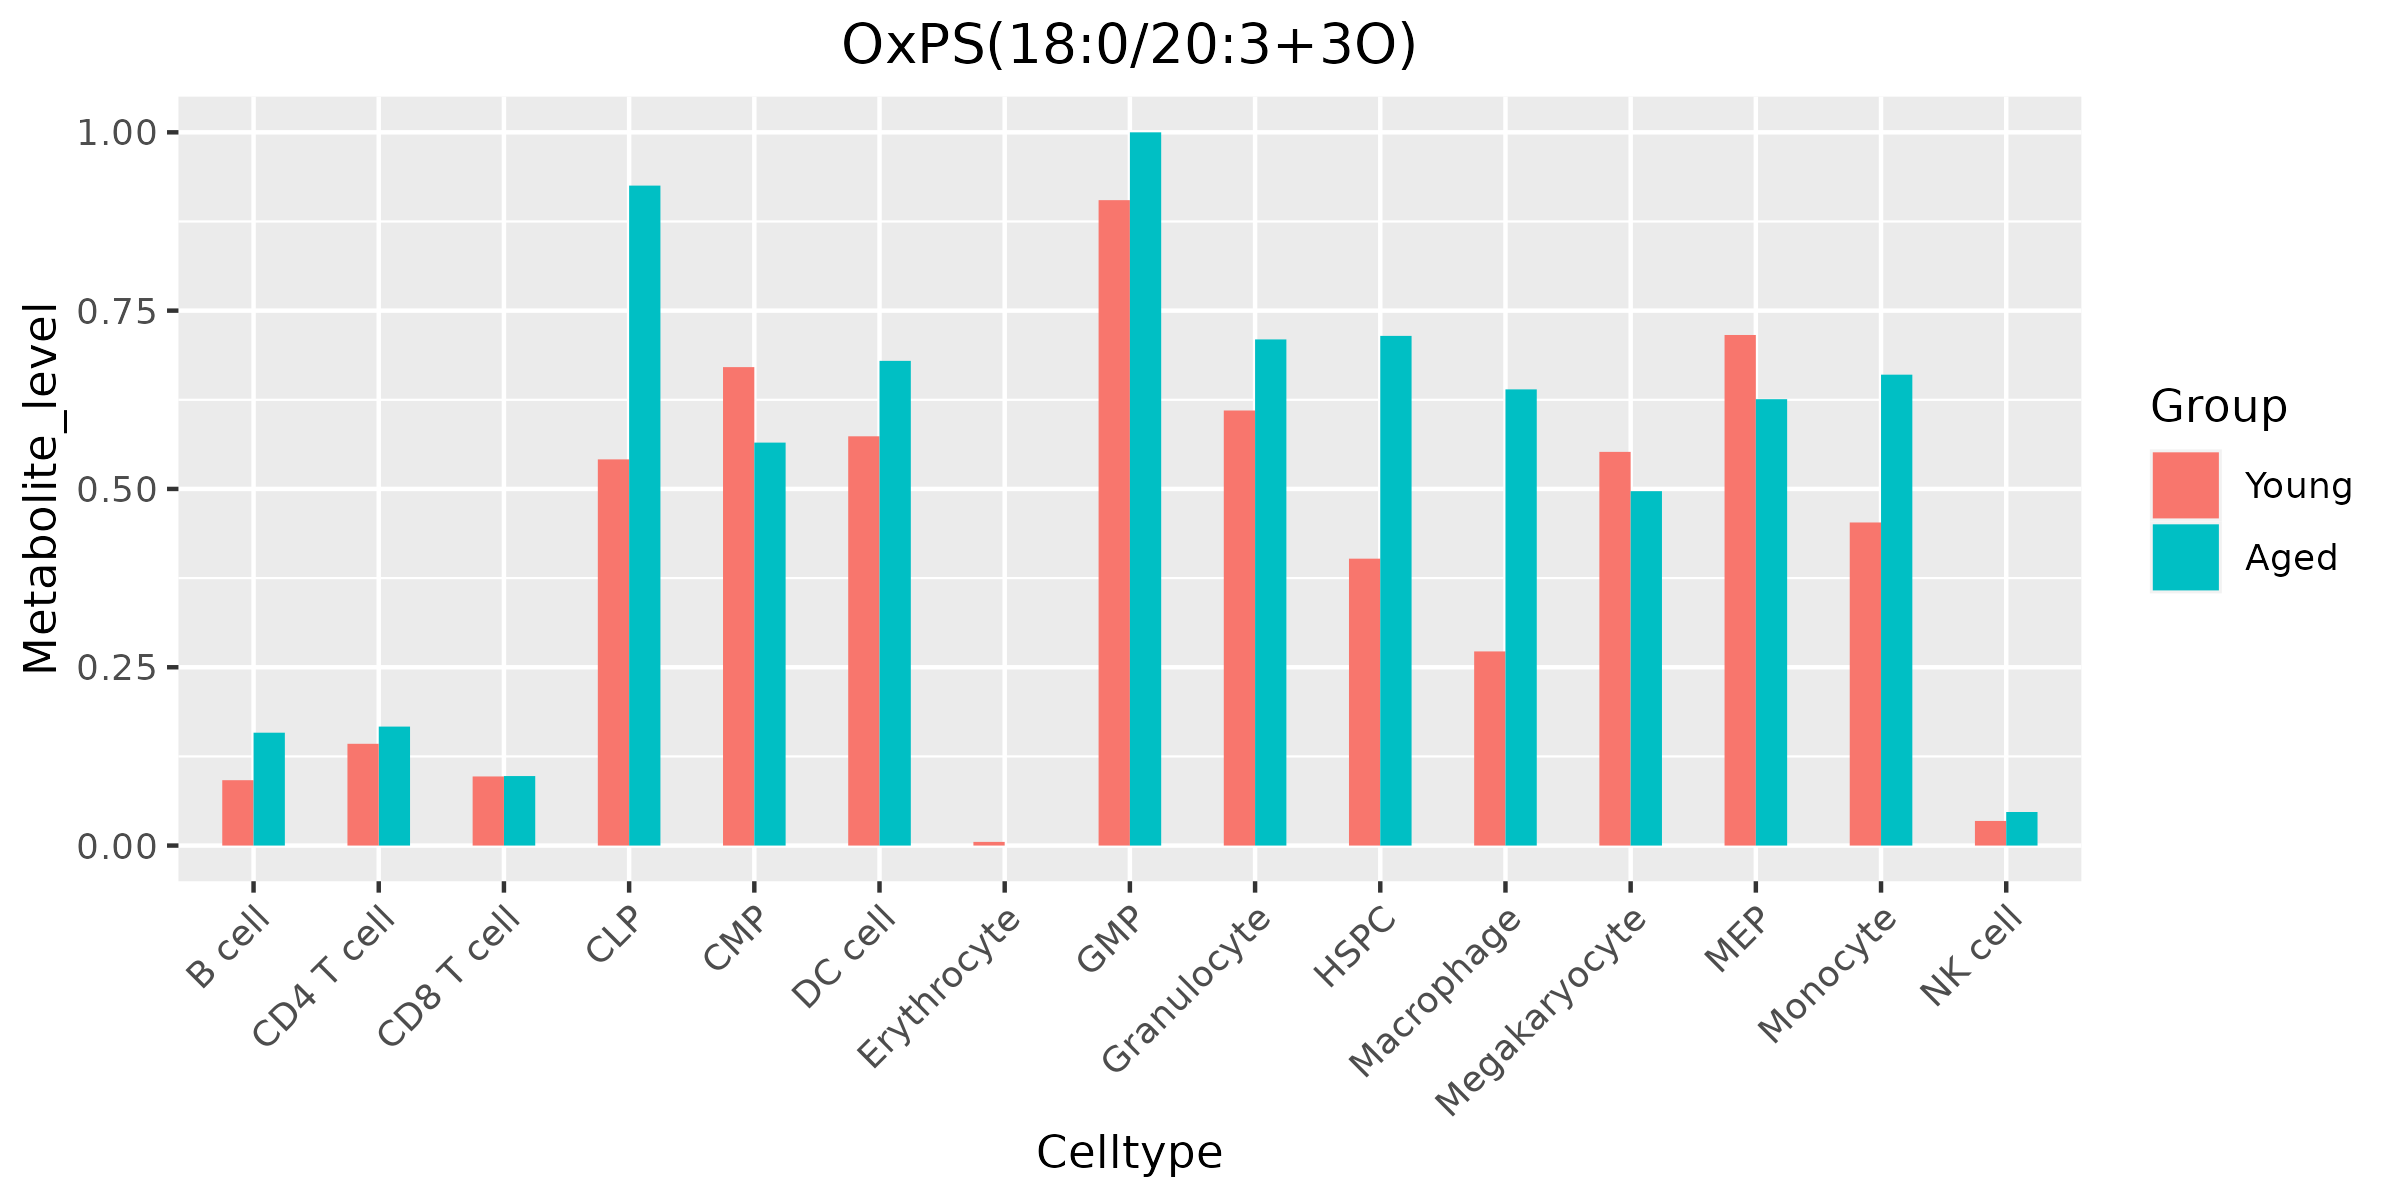 OxPS(18:0/20:3+3O)
Metabolite_level
1.00
0.75
0.50
0.25
0.00
B cell
CD4 T cell
CD8 T cell
CLP
CMP
DC cell
Erythrocyte
GMP
Granulocyte
HSPC
Macrophage
Megakaryocyte
MEP
Monocyte
NK cell
Celltype
Group
Young
Aged